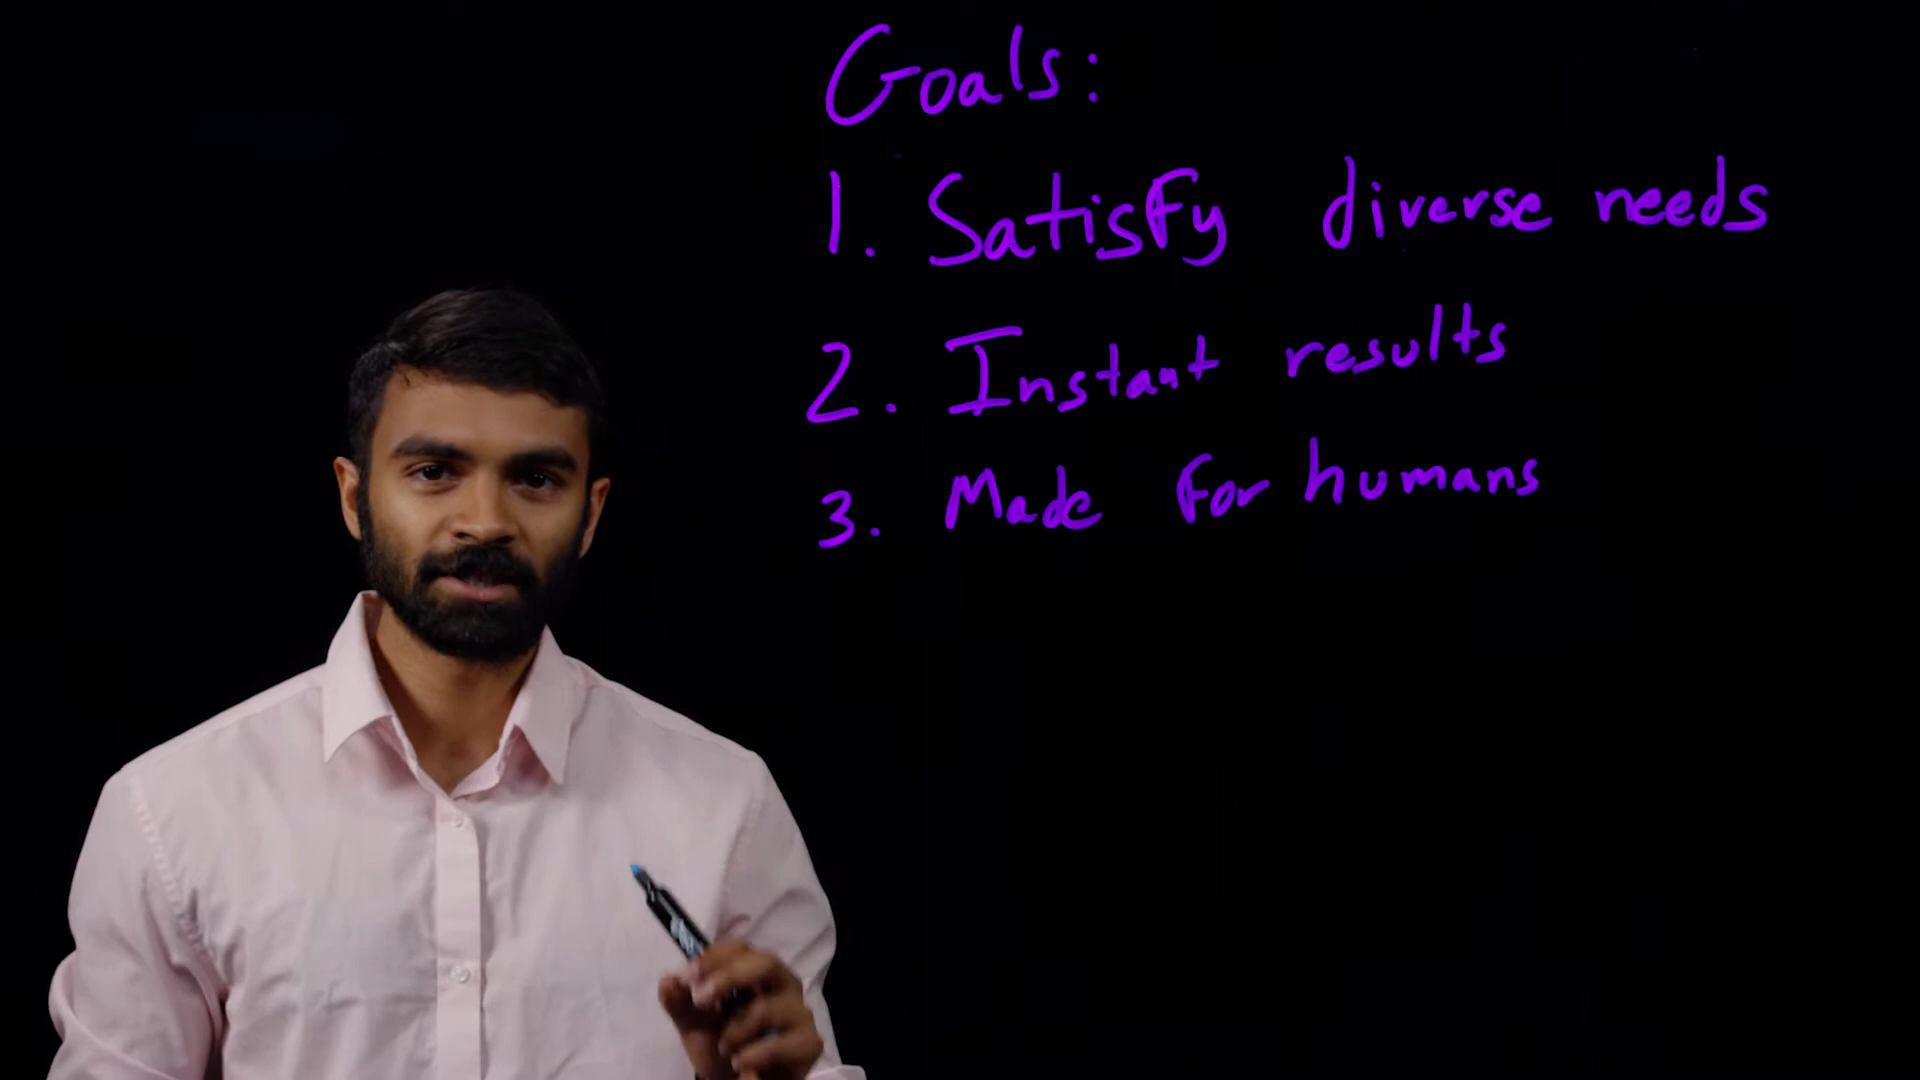 Goals:
1. Satisfy diverse needs
2. Instant results
3. Made for humans